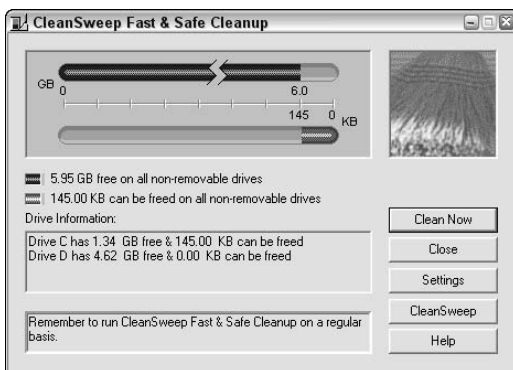 CleanSweep Fast & Safe Cleanup
GB
0
6.0
145
0
KB
5.95 GB free on all non-removable drives
145.00 KB can be freed on all non-removable drives
Drive Information:
Drive C has 1.34 GB free & 145.00 KB can be freed
Drive D has 4.62 GB free & 0.00 KB can be freed
Remember to run CleanSweep Fast & Safe Cleanup on a regular
basis.
Clean Now
Close
Settings
CleanSweep
Help